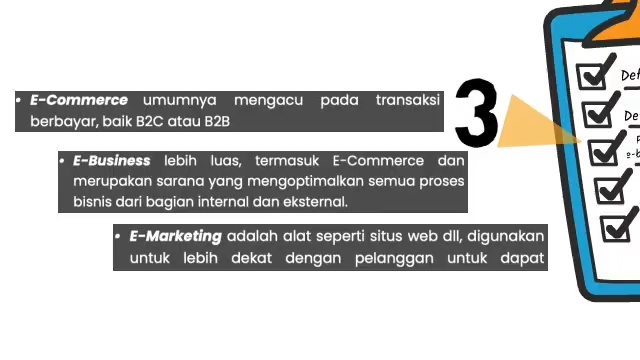 • E-Commerce umumnya mengacu pada transaksi
berbayar, baik B2C atau B2B
3
• E-Business lebih luas, termasuk E-Commerce dan
merupakan sarana yang mengoptimalkan semua proses
bisnis dari bagian internal dan eksternal.
• E-Marketing adalah alat seperti situs web dll, digunakan
untuk lebih dekat dengan pelanggan untuk dapat